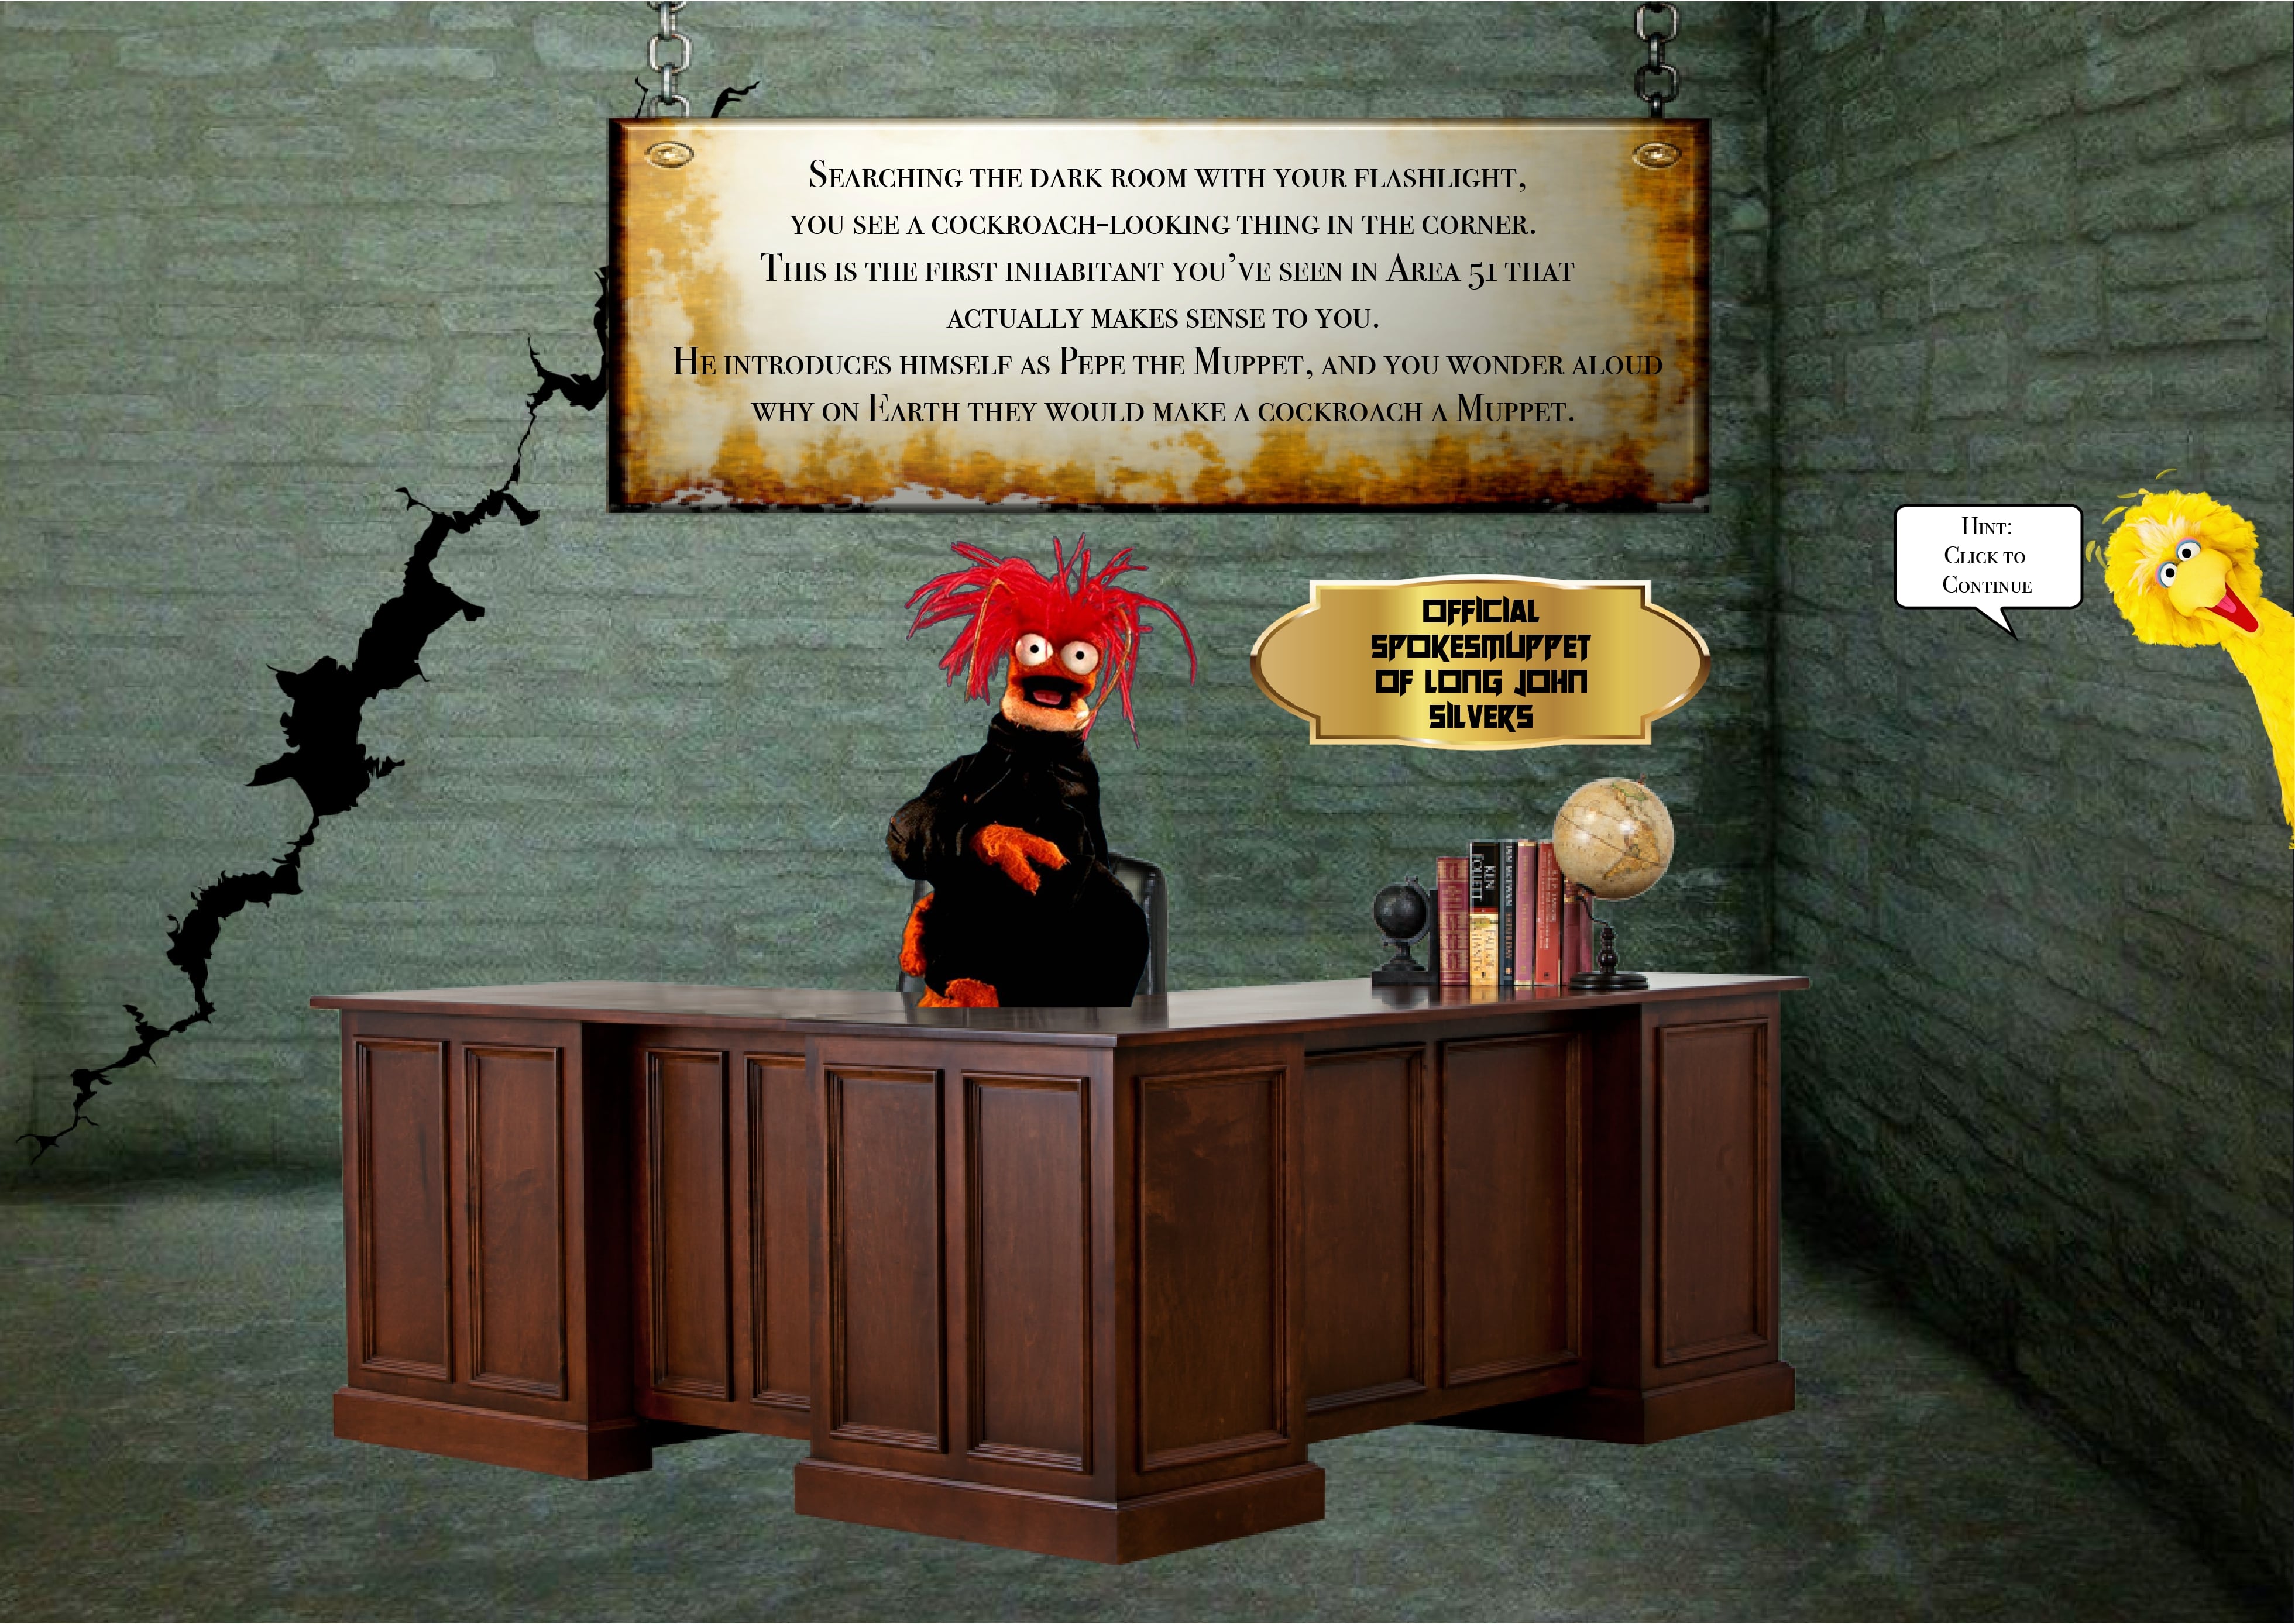 Searching the dark room with your flashlight,
you see a cockroach-looking thing in the corner.
This is the first inhabitant you've seen in Area 51 that
actually makes sense to you.
He introduces himself as Pepe the Muppet, and you wonder aloud
why on Earth they would make a cockroach a Muppet.
Hint:
Click to
Continue
OFFICIAL
SPOKESMUPPET
OF LONG JOHN
SILVERS
KEN
FOLLETT
IAN MCEWAN